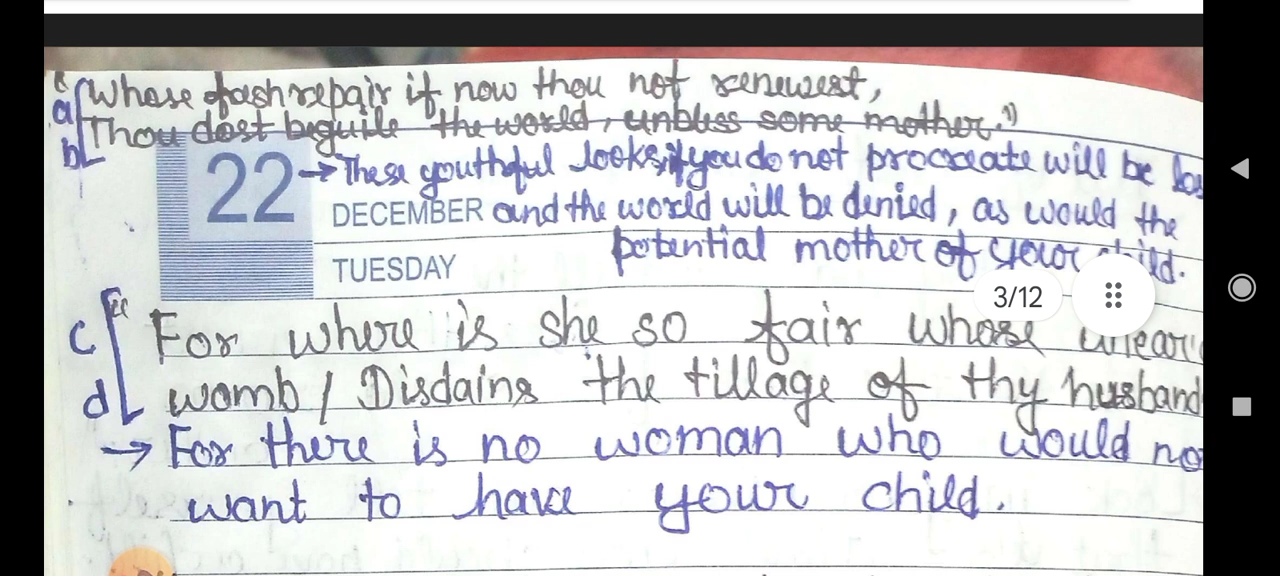 "Whose fash repair if now thou not renewest,
a
Thou dost beguile the world, unbless some mother."
b
22 → These youthful looks, if you do not procreate will be
DECEMBER and the world will be denied, as would the
potential mother of your child.
TUESDAY
3/12
c " For where is she so fair whose
d womb / Disdains the tillage of thy husband
→ For there is no woman who would
want to have your child.